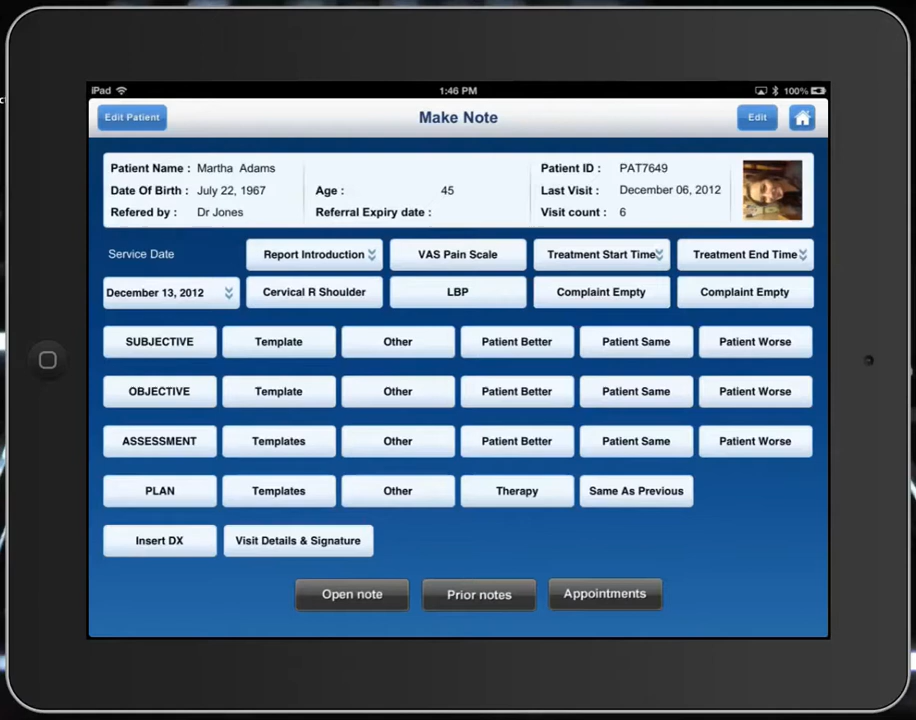 iPad 1:46 PM 100%
Edit Patient Make Note Edit
Patient Name : Martha Adams Patient ID : PAT7649
Date Of Birth : July 22, 1967 Age : 45 Last Visit : December 06, 2012
Refered by : Dr Jones Referral Expiry date : Visit count : 6
Service Date Report Introduction VAS Pain Scale Treatment Start Time Treatment End Time
December 13, 2012 Cervical R Shoulder LBP Complaint Empty Complaint Empty
SUBJECTIVE Template Other Patient Better Patient Same Patient Worse
OBJECTIVE Template Other Patient Better Patient Same Patient Worse
ASSESSMENT Templates Other Patient Better Patient Same Patient Worse
PLAN Templates Other Therapy Same As Previous
Insert DX Visit Details & Signature
Open note Prior notes Appointments